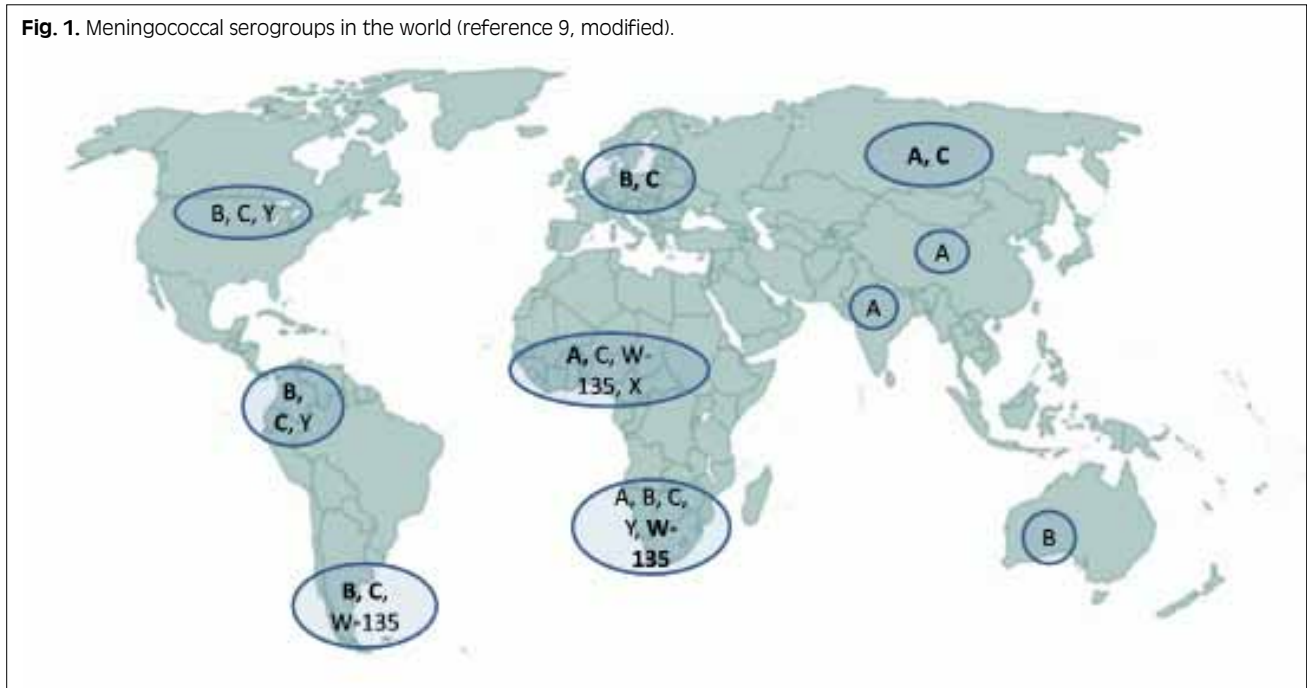 Fig. 1. Meningococcal serogroups in the world (reference 9, modified).
A, C
B, C
B, C, Y
A
A
A, C, W-
135, X
B,
C, Y
A, B, C,
Y, W-
135
B
B, C,
W-135